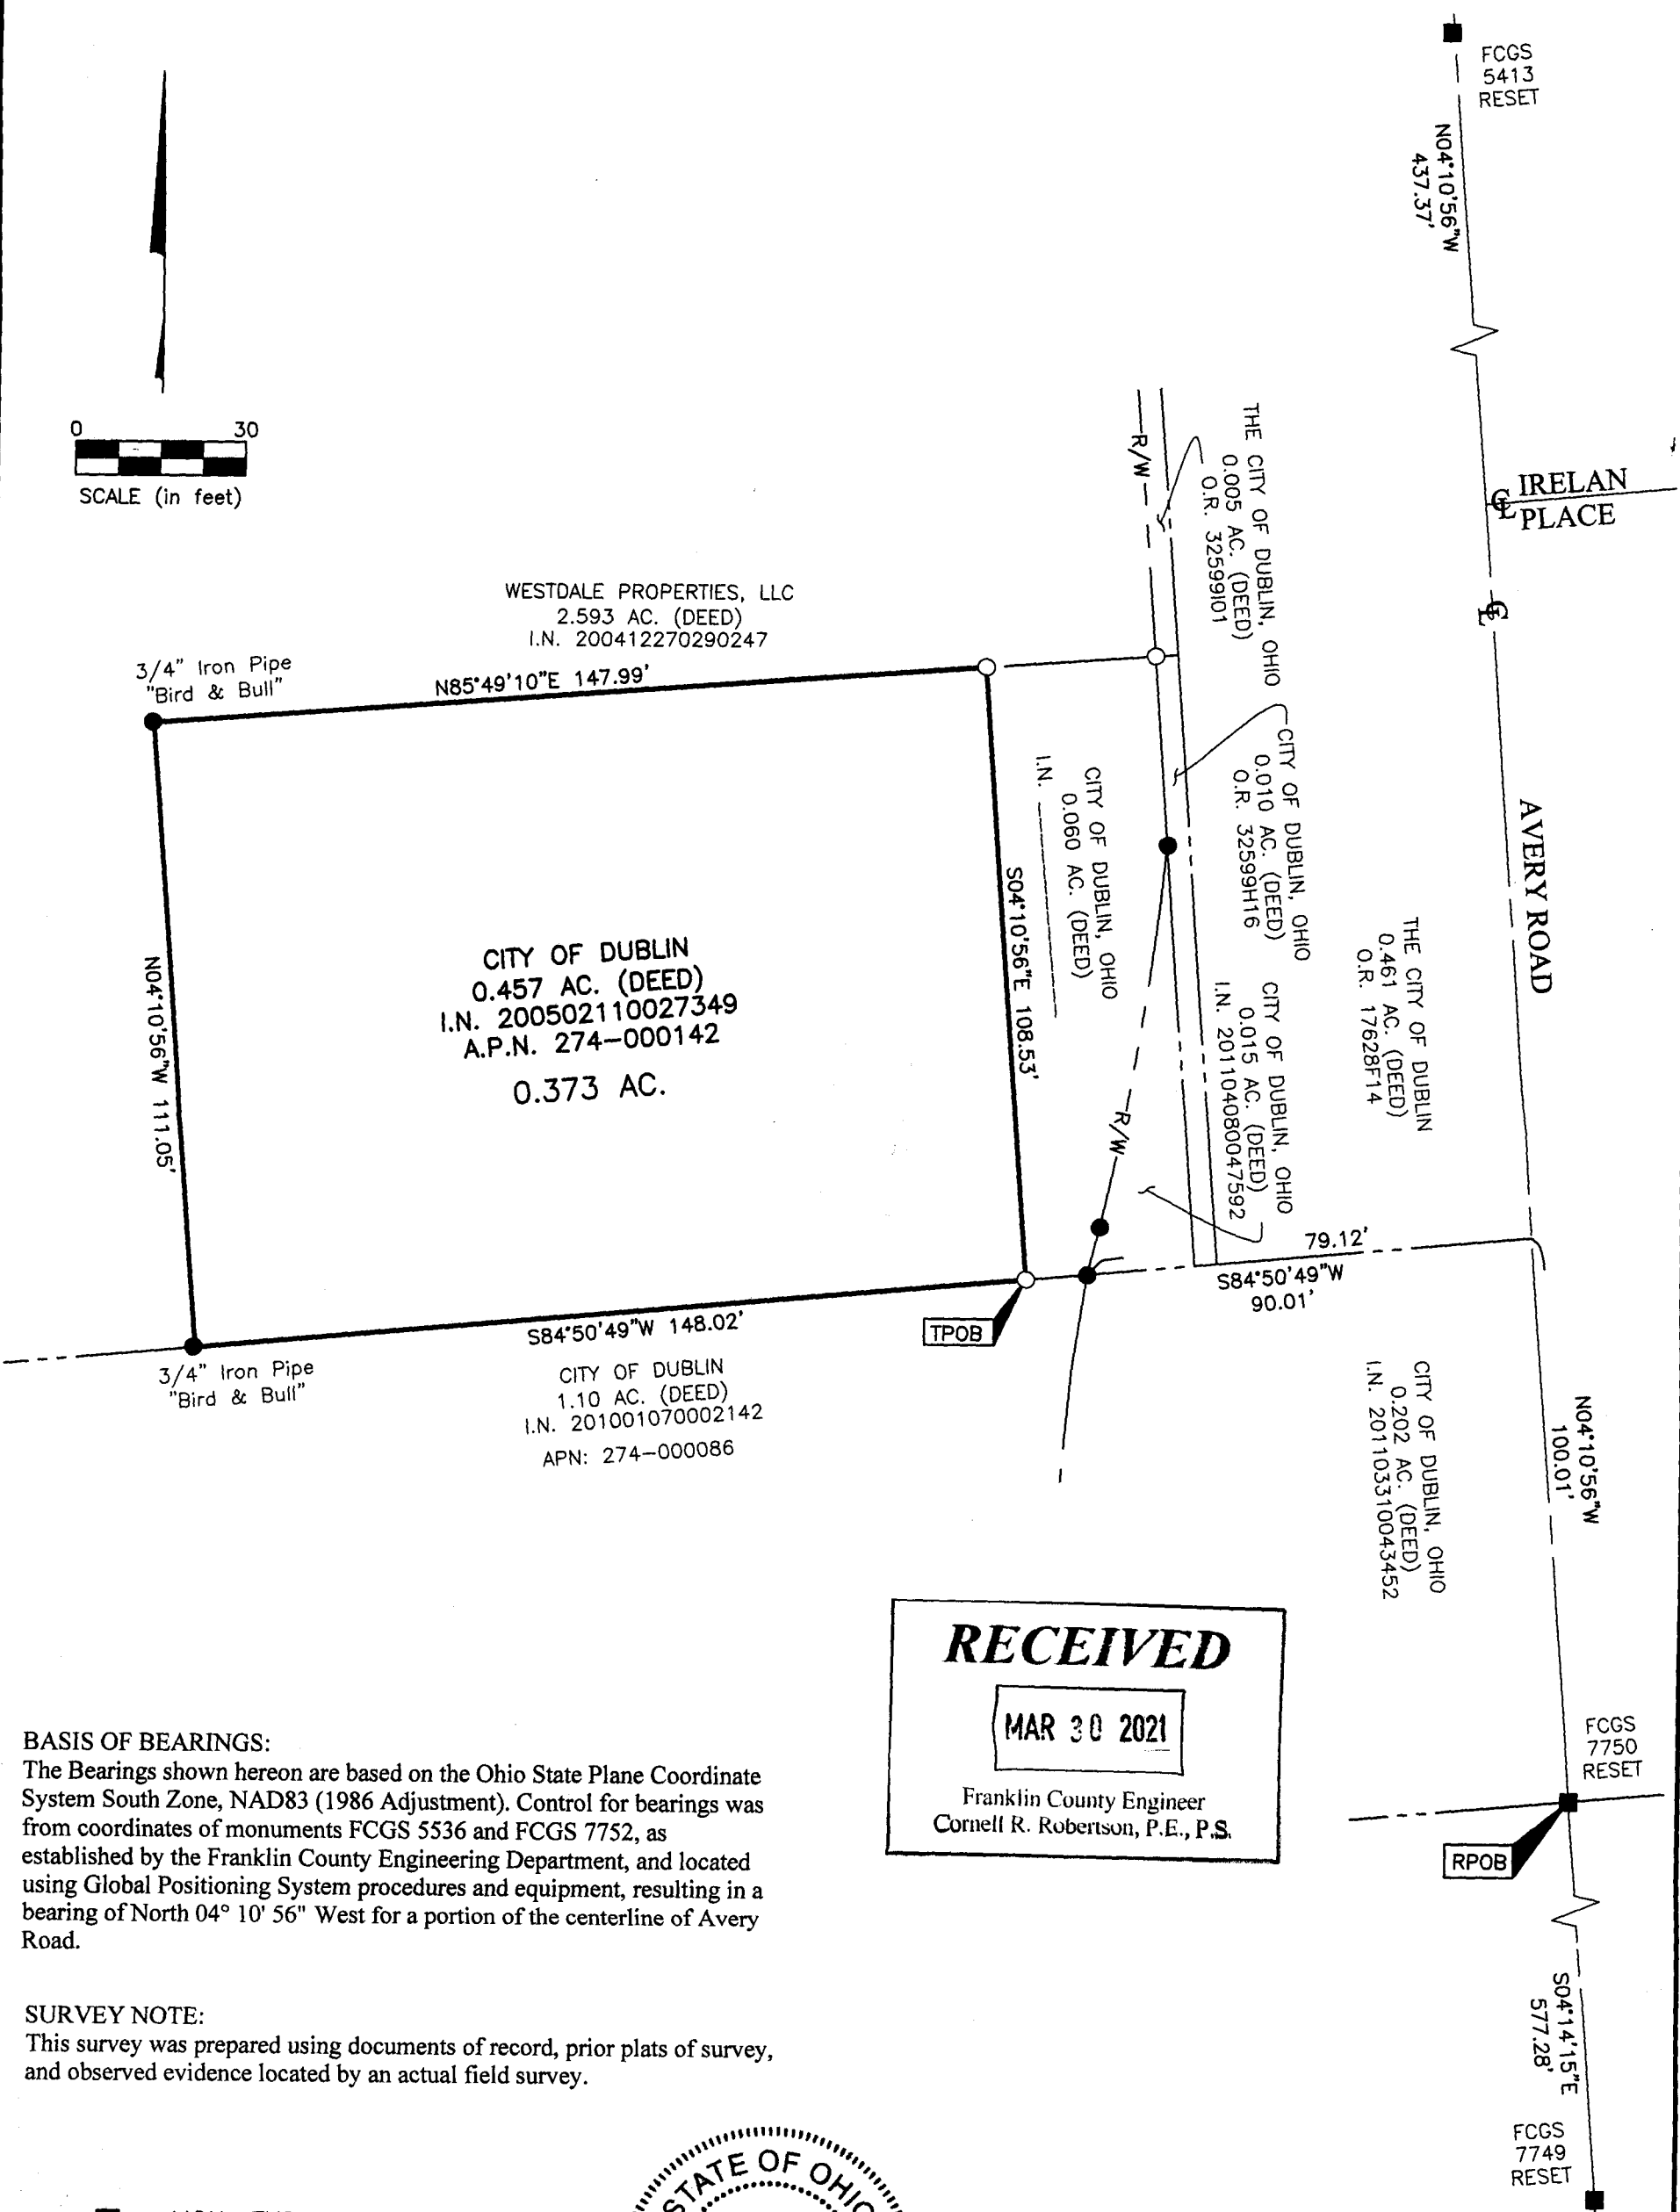 FCGS
5413
RESET
N04°10'56"W
437.37'
0 30
SCALE (in feet)
THE CITY OF DUBLIN, OHIO
0.005 AC. (DEED)
O.R. 32599I01
R/W
IRELAN
PLACE
WESTDALE PROPERTIES, LLC
2.593 AC. (DEED)
I.N. 200412270290247
3/4" Iron Pipe
"Bird & Bull"
N85°49'10"E 147.99'
CITY OF DUBLIN, OHIO
0.010 AC. (DEED)
O.R. 32599H16
CITY OF DUBLIN, OHIO
0.060 AC. (DEED)
I.N. ____________
AVERY ROAD
S04°10'56"E 108.53'
THE CITY OF DUBLIN
0.461 AC. (DEED)
O.R. 17628F14
CITY OF DUBLIN
0.457 AC. (DEED)
I.N. 200502110027349
A.P.N. 274-000142
0.373 AC.
N04°10'56"W 111.05'
CITY OF DUBLIN, OHIO
0.015 AC. (DEED)
I.N. 201104080047592
R/W
79.12'
S84°50'49"W
90.01'
TPOB
S84°50'49"W 148.02'
3/4" Iron Pipe
"Bird & Bull"
CITY OF DUBLIN
1.10 AC. (DEED)
I.N. 201001070002142
APN: 274-000086
CITY OF DUBLIN, OHIO
0.202 AC. (DEED)
I.N. 201103310043452
N04°10'56"W
100.01'
RECEIVED
MAR 30 2021
Franklin County Engineer
Cornell R. Robertson, P.E., P.S.
FCGS
7750
RESET
RPOB
BASIS OF BEARINGS:
The Bearings shown hereon are based on the Ohio State Plane Coordinate
System South Zone, NAD83 (1986 Adjustment). Control for bearings was
from coordinates of monuments FCGS 5536 and FCGS 7752, as
established by the Franklin County Engineering Department, and located
using Global Positioning System procedures and equipment, resulting in a
bearing of North 04° 10' 56" West for a portion of the centerline of Avery
Road.
S04°14'15"E
577.28'
SURVEY NOTE:
This survey was prepared using documents of record, prior plats of survey,
and observed evidence located by an actual field survey.
FCGS
7749
RESET
STATE OF OHIO